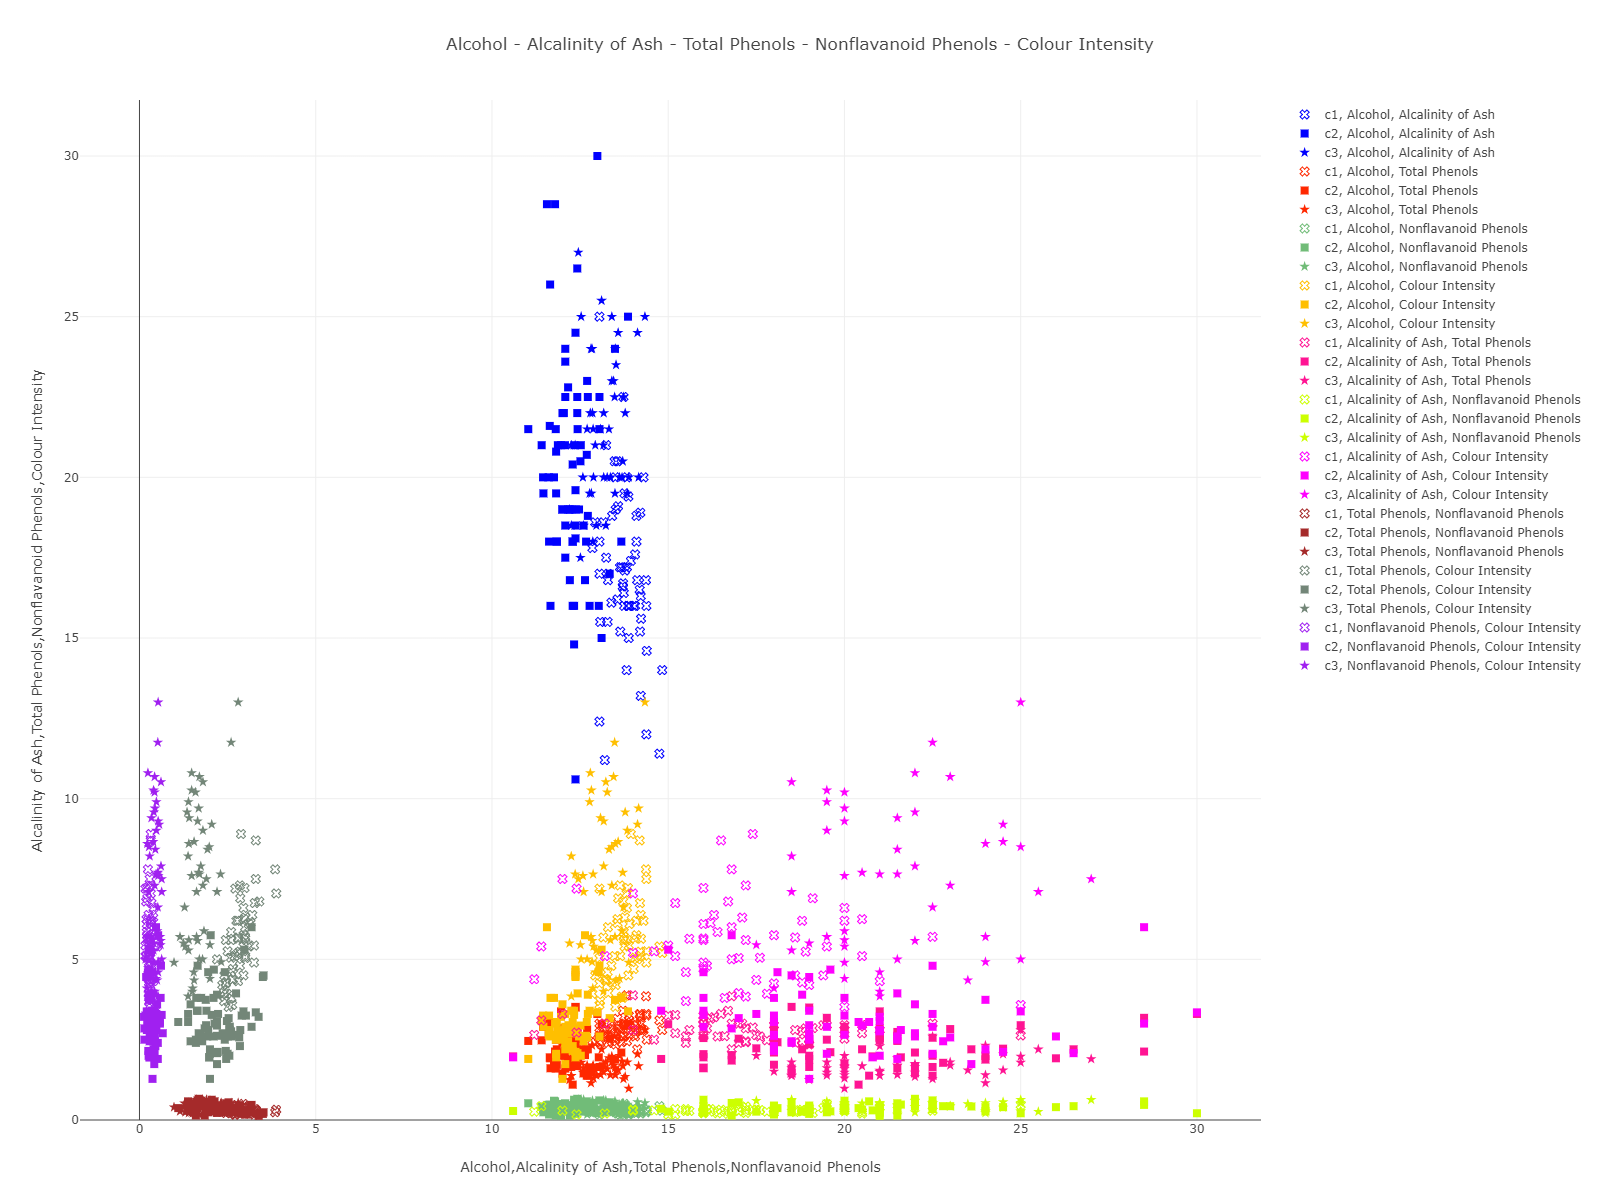 Alcohol - Alcalinity of Ash - Total Phenols - Nonflavanoid Phenols - Colour Intensity
30
25
20
15
10
5
0
Alcalinity of Ash,Total Phenols,Nonflavanoid Phenols,Colour Intensity
0
5
10
15
20
25
30
Alcohol,Alcalinity of Ash,Total Phenols,Nonflavanoid Phenols
c1, Alcohol, Alcalinity of Ash
c2, Alcohol, Alcalinity of Ash
c3, Alcohol, Alcalinity of Ash
c1, Alcohol, Total Phenols
c2, Alcohol, Total Phenols
c3, Alcohol, Total Phenols
c1, Alcohol, Nonflavanoid Phenols
c2, Alcohol, Nonflavanoid Phenols
c3, Alcohol, Nonflavanoid Phenols
c1, Alcohol, Colour Intensity
c2, Alcohol, Colour Intensity
c3, Alcohol, Colour Intensity
c1, Alcalinity of Ash, Total Phenols
c2, Alcalinity of Ash, Total Phenols
c3, Alcalinity of Ash, Total Phenols
c1, Alcalinity of Ash, Nonflavanoid Phenols
c2, Alcalinity of Ash, Nonflavanoid Phenols
c3, Alcalinity of Ash, Nonflavanoid Phenols
c1, Alcalinity of Ash, Colour Intensity
c2, Alcalinity of Ash, Colour Intensity
c3, Alcalinity of Ash, Colour Intensity
c1, Total Phenols, Nonflavanoid Phenols
c2, Total Phenols, Nonflavanoid Phenols
c3, Total Phenols, Nonflavanoid Phenols
c1, Total Phenols, Colour Intensity
c2, Total Phenols, Colour Intensity
c3, Total Phenols, Colour Intensity
c1, Nonflavanoid Phenols, Colour Intensity
c2, Nonflavanoid Phenols, Colour Intensity
c3, Nonflavanoid Phenols, Colour Intensity